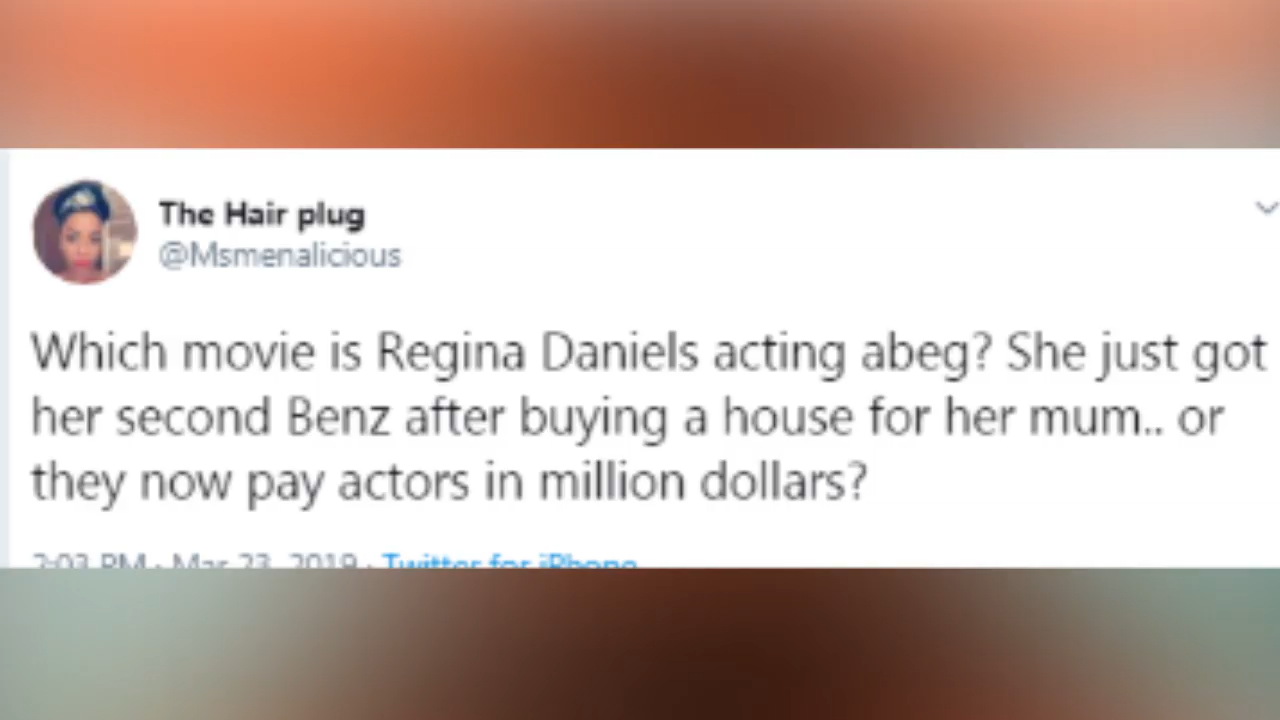 The Hair plug
@Msmenalicious
Which movie is Regina Daniels acting abeg? She just got
her second Benz after buying a house for her mum.. or
they now pay actors in million dollars?
2:03 PM · Mar 23, 2019 · Twitter for iPhone